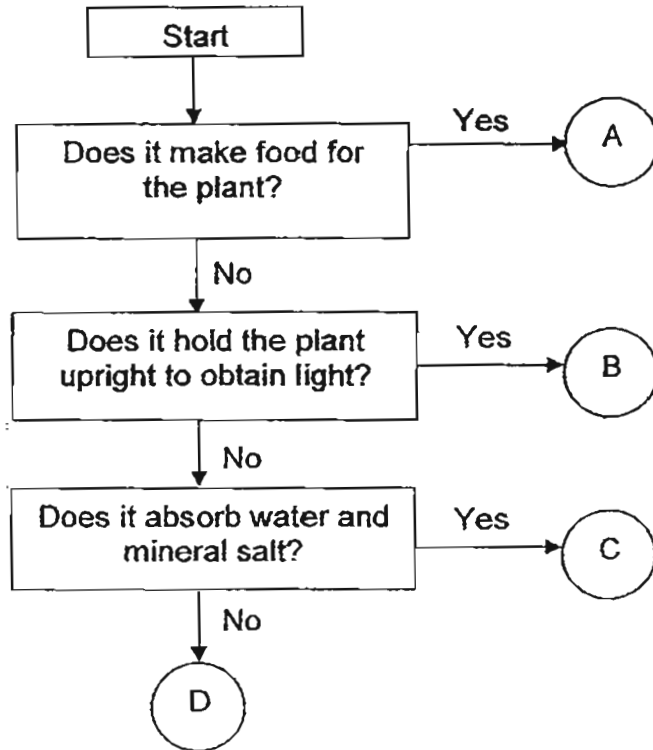 Start
Does it make food for
the plant?
Yes
A
No
Does it hold the plant
upright to obtain light?
Yes
B
No
Does it absorb water and
mineral salt?
Yes
C
No
D